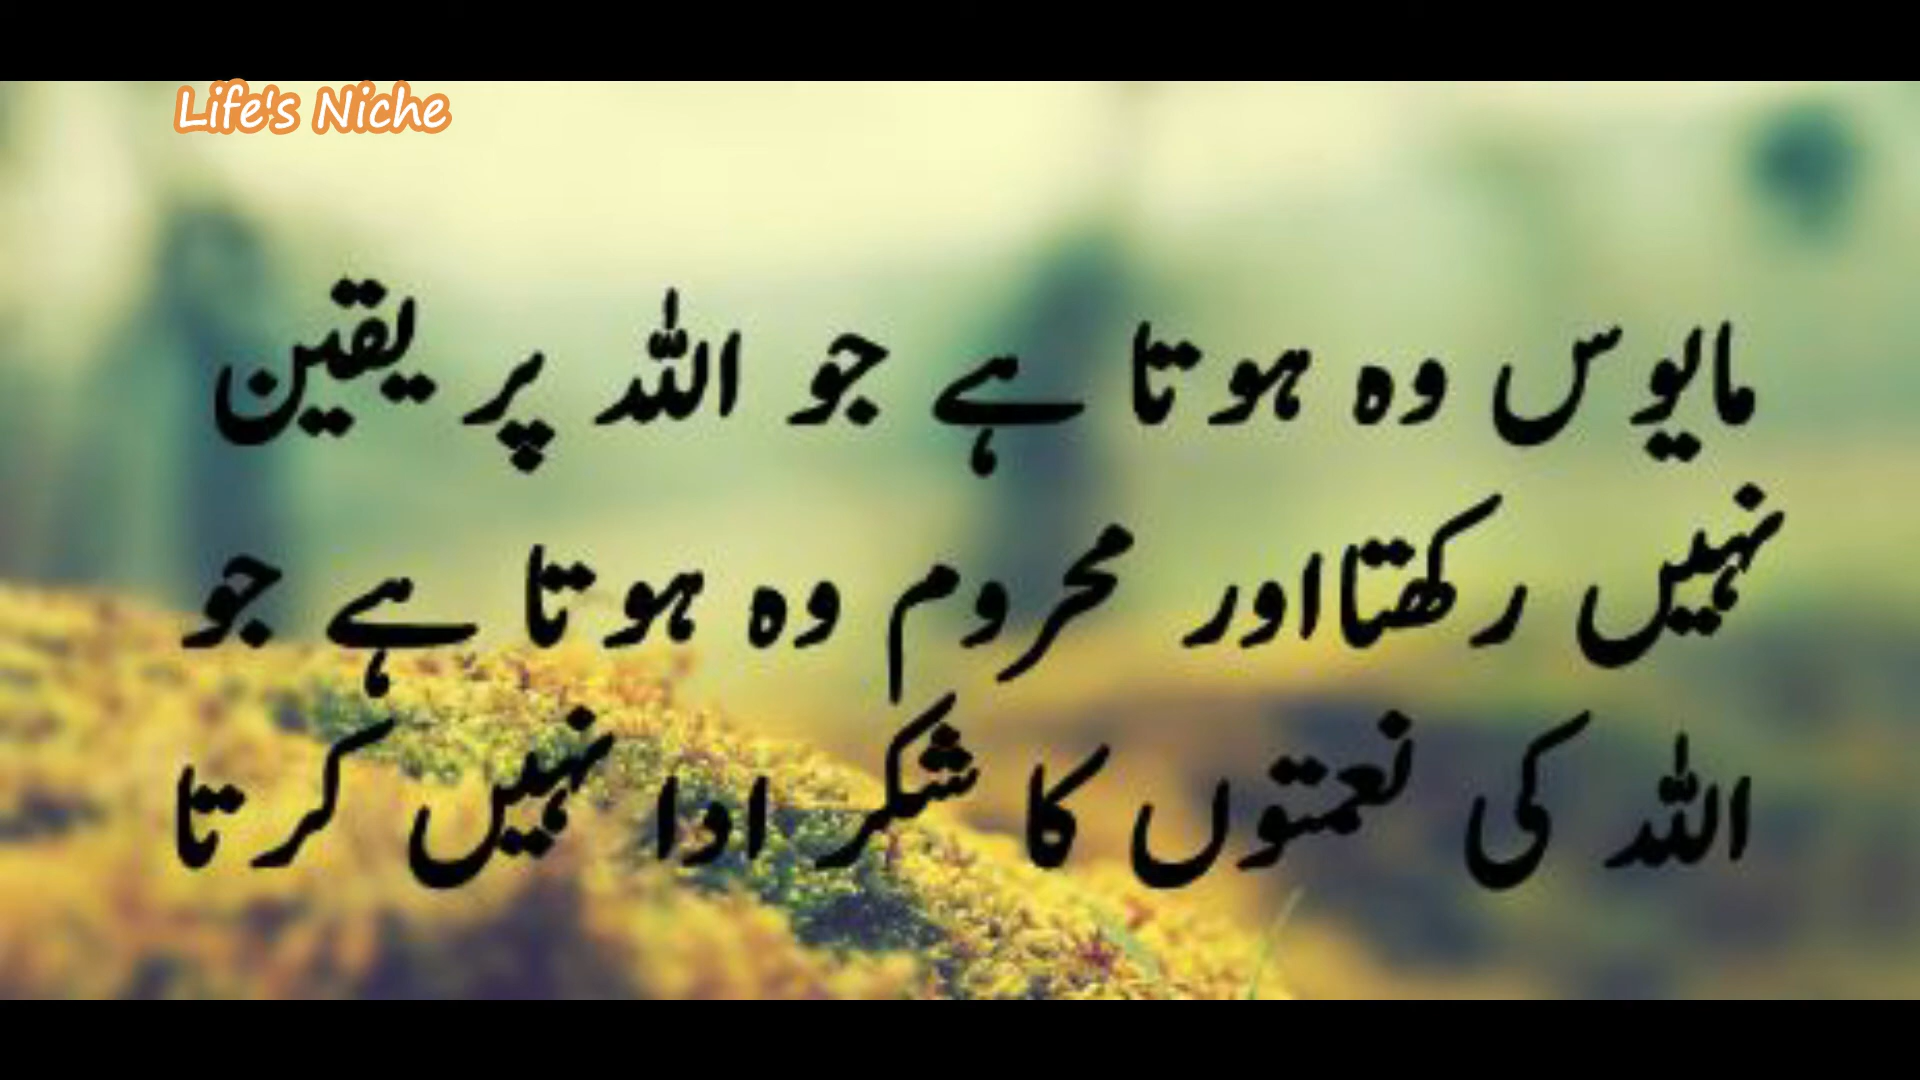 Life's Niche
مایوس وہ ہوتا ہے جو اللہ پر یقین
نہیں رکھتا اور محروم وہ ہوتا ہے جو
اللہ کی نعمتوں کا شکر ادا نہیں کرتا